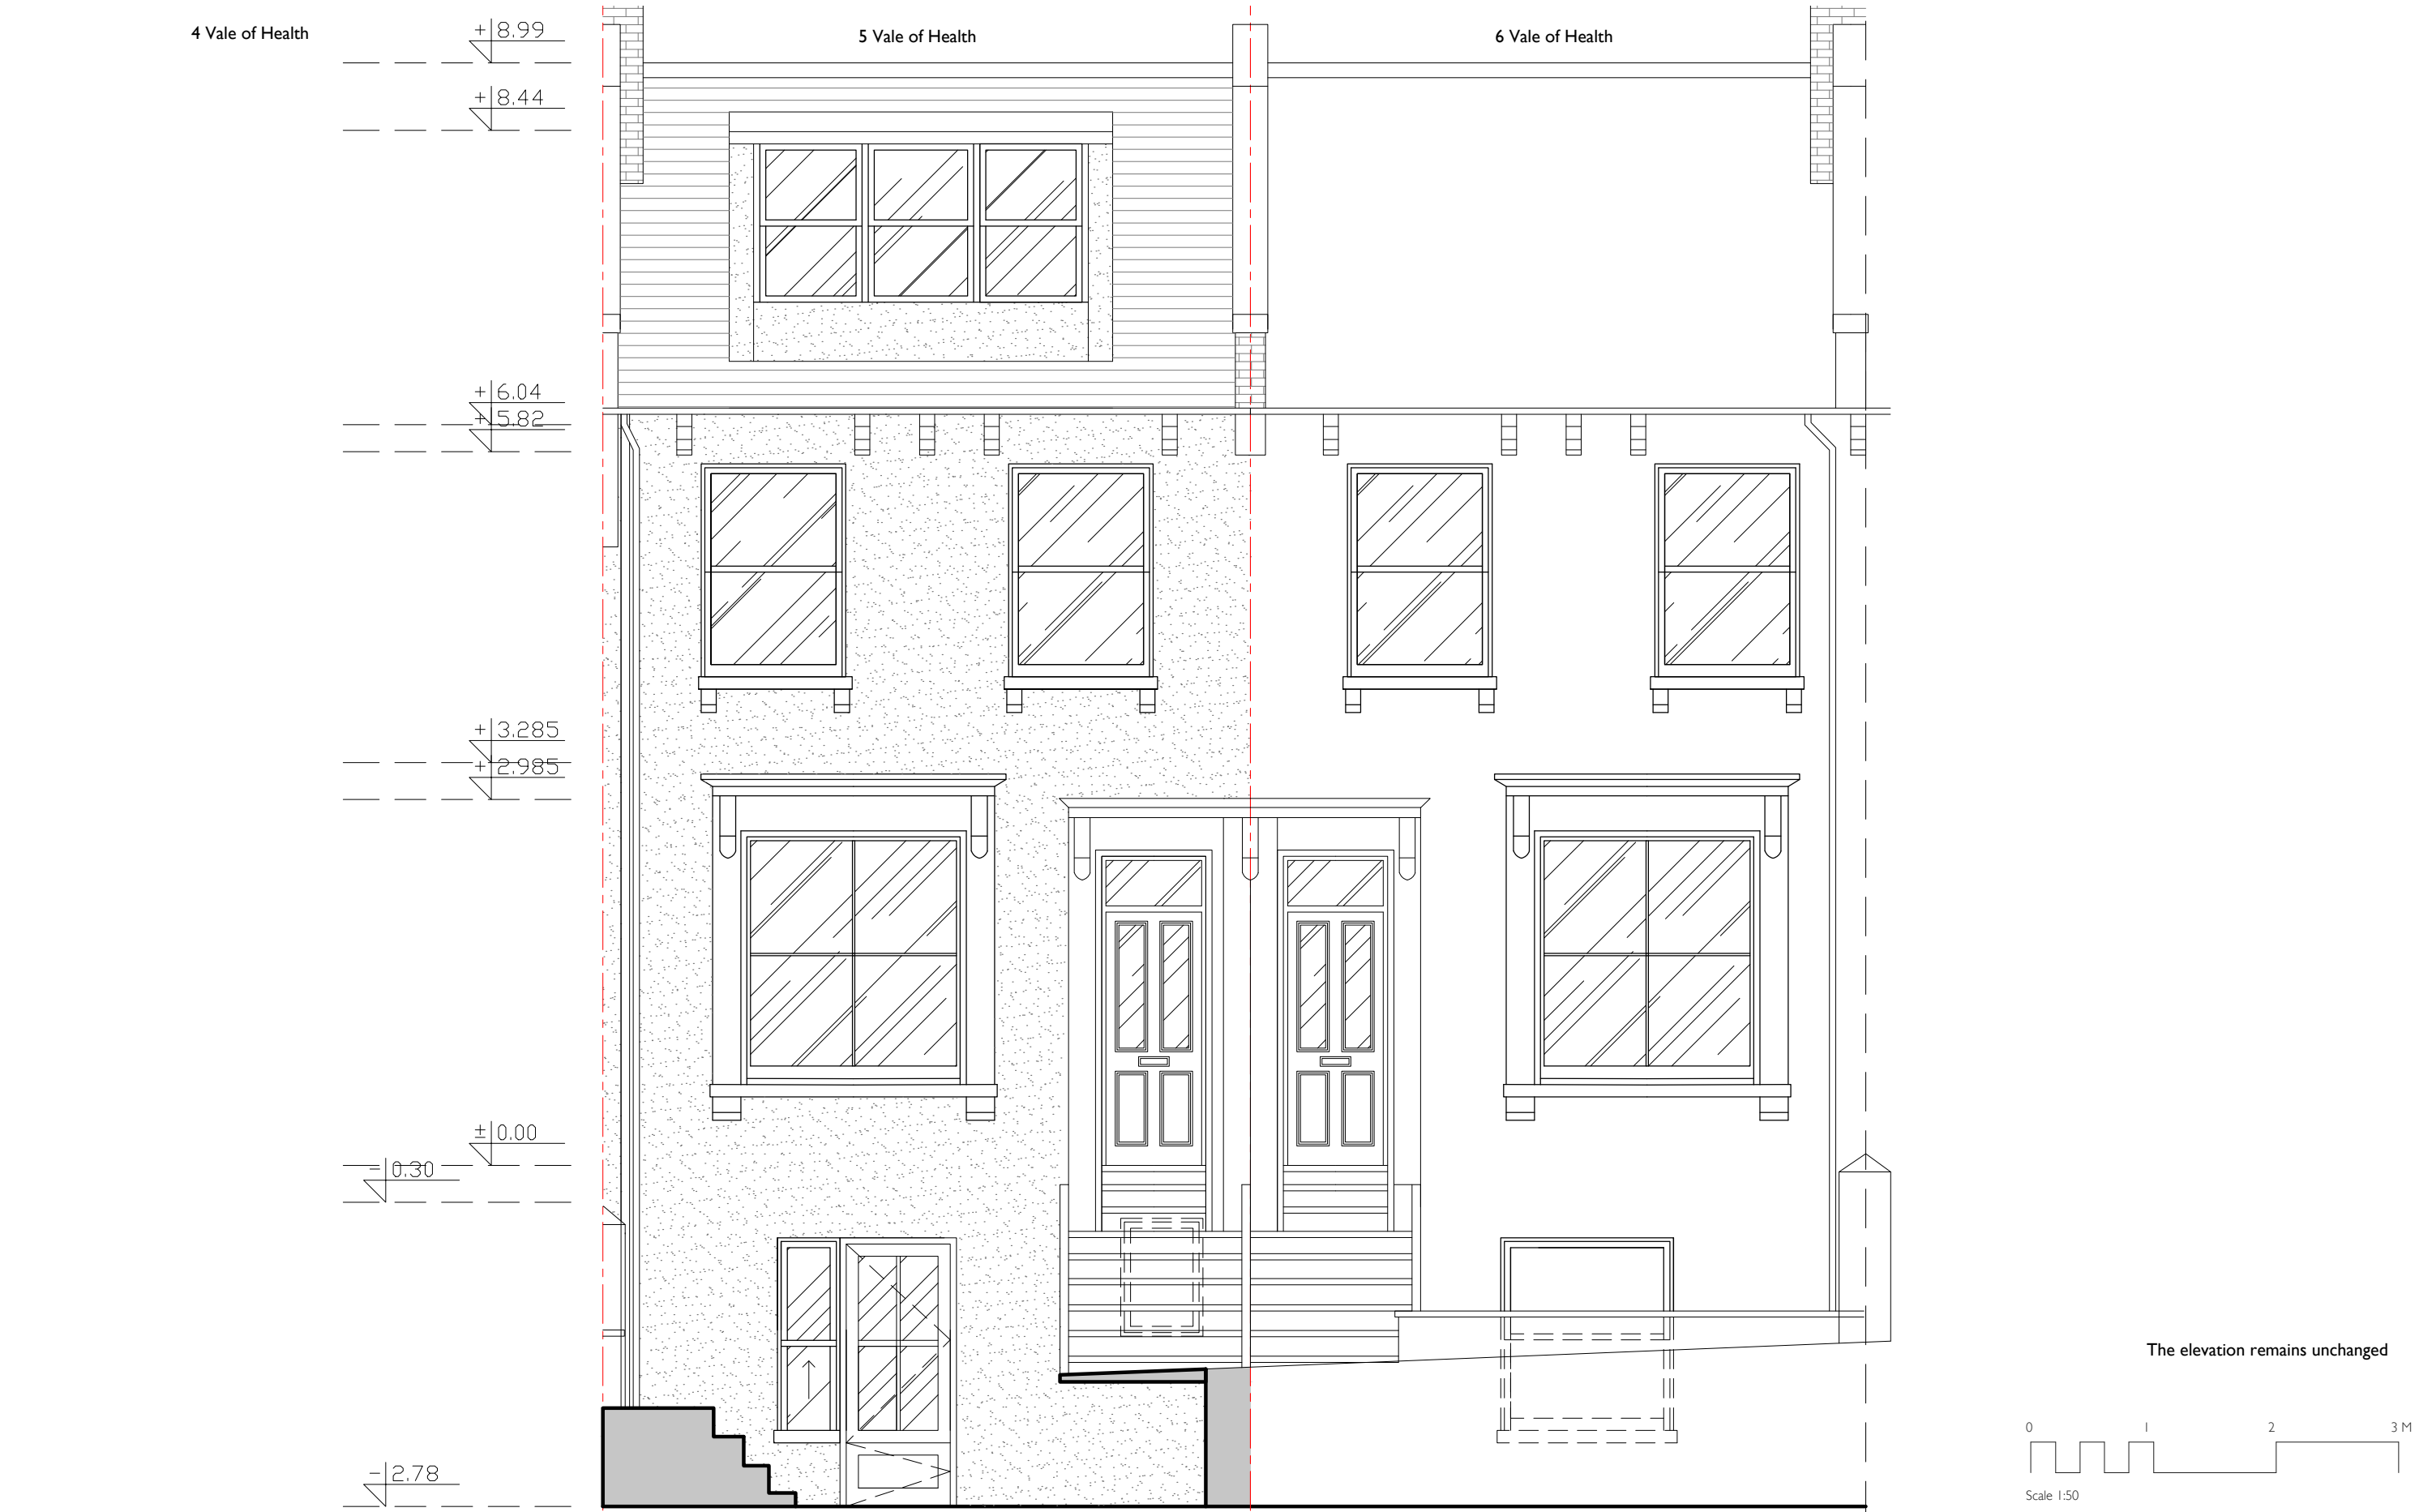 4 Vale of Health
5 Vale of Health
6 Vale of Health
+8.99
+8.44
+6.04
+5.82
+3.285
+2.985
±0.00
-0.30
-2.78
The elevation remains unchanged
0 1 2 3 M
Scale 1:50